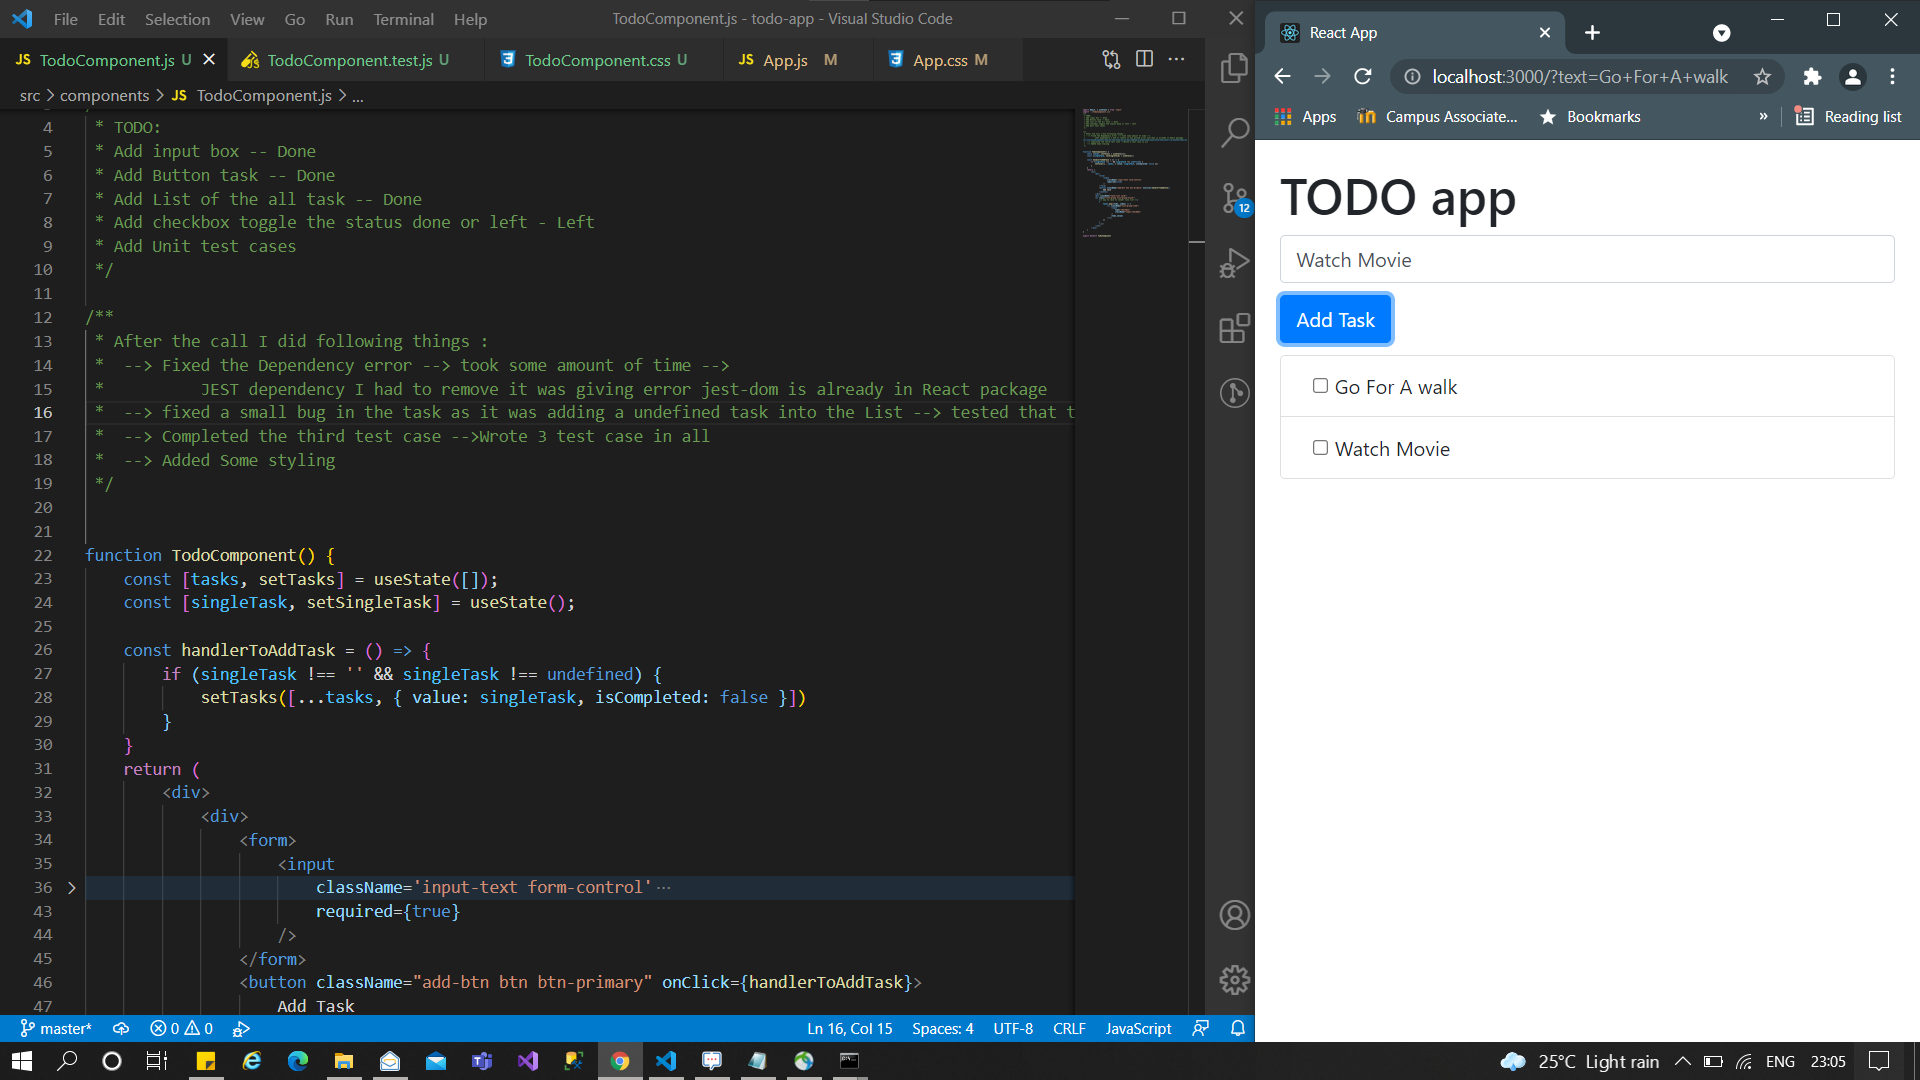 File Edit Selection View Go Run Terminal Help
TodoComponent.js - todo-app - Visual Studio Code
JS TodoComponent.js U
TodoComponent.test.js U
TodoComponent.css U
JS App.js M
App.css M
src > components > JS TodoComponent.js > ...
4 * TODO:
5 * Add input box -- Done
6 * Add Button task -- Done
7 * Add List of the all task -- Done
8 * Add checkbox toggle the status done or left - Left
9 * Add Unit test cases
10 */
11
12 /**
13 * After the call I did following things :
14 * --> Fixed the Dependency error --> took some amount of time -->
15 * JEST dependency I had to remove it was giving error jest-dom is already in React package
16 * --> fixed a small bug in the task as it was adding a undefined task into the List --> tested that t
17 * --> Completed the third test case -->Wrote 3 test case in all
18 * --> Added Some styling
19 */
20
21
22 function TodoComponent() {
23 const [tasks, setTasks] = useState([]);
24 const [singleTask, setSingleTask] = useState();
25
26 const handlerToAddTask = () => {
27 if (singleTask !== '' && singleTask !== undefined) {
28 setTasks([...tasks, { value: singleTask, isCompleted: false }])
29 }
30 }
31 return (
32 <div>
33 <div>
34 <form>
35 <input
36 className='input-text form-control' ...
43 required={true}
44 />
45 </form>
46 <button className="add-btn btn btn-primary" onClick={handlerToAddTask}>
47 Add Task
12
master* 0 0
Ln 16, Col 15 Spaces: 4 UTF-8 CRLF JavaScript
React App
localhost:3000/?text=Go+For+A+walk
Apps Campus Associate... Bookmarks » Reading list
TODO app
Watch Movie
Add Task
Go For A walk
Watch Movie
25°C Light rain ENG 23:05